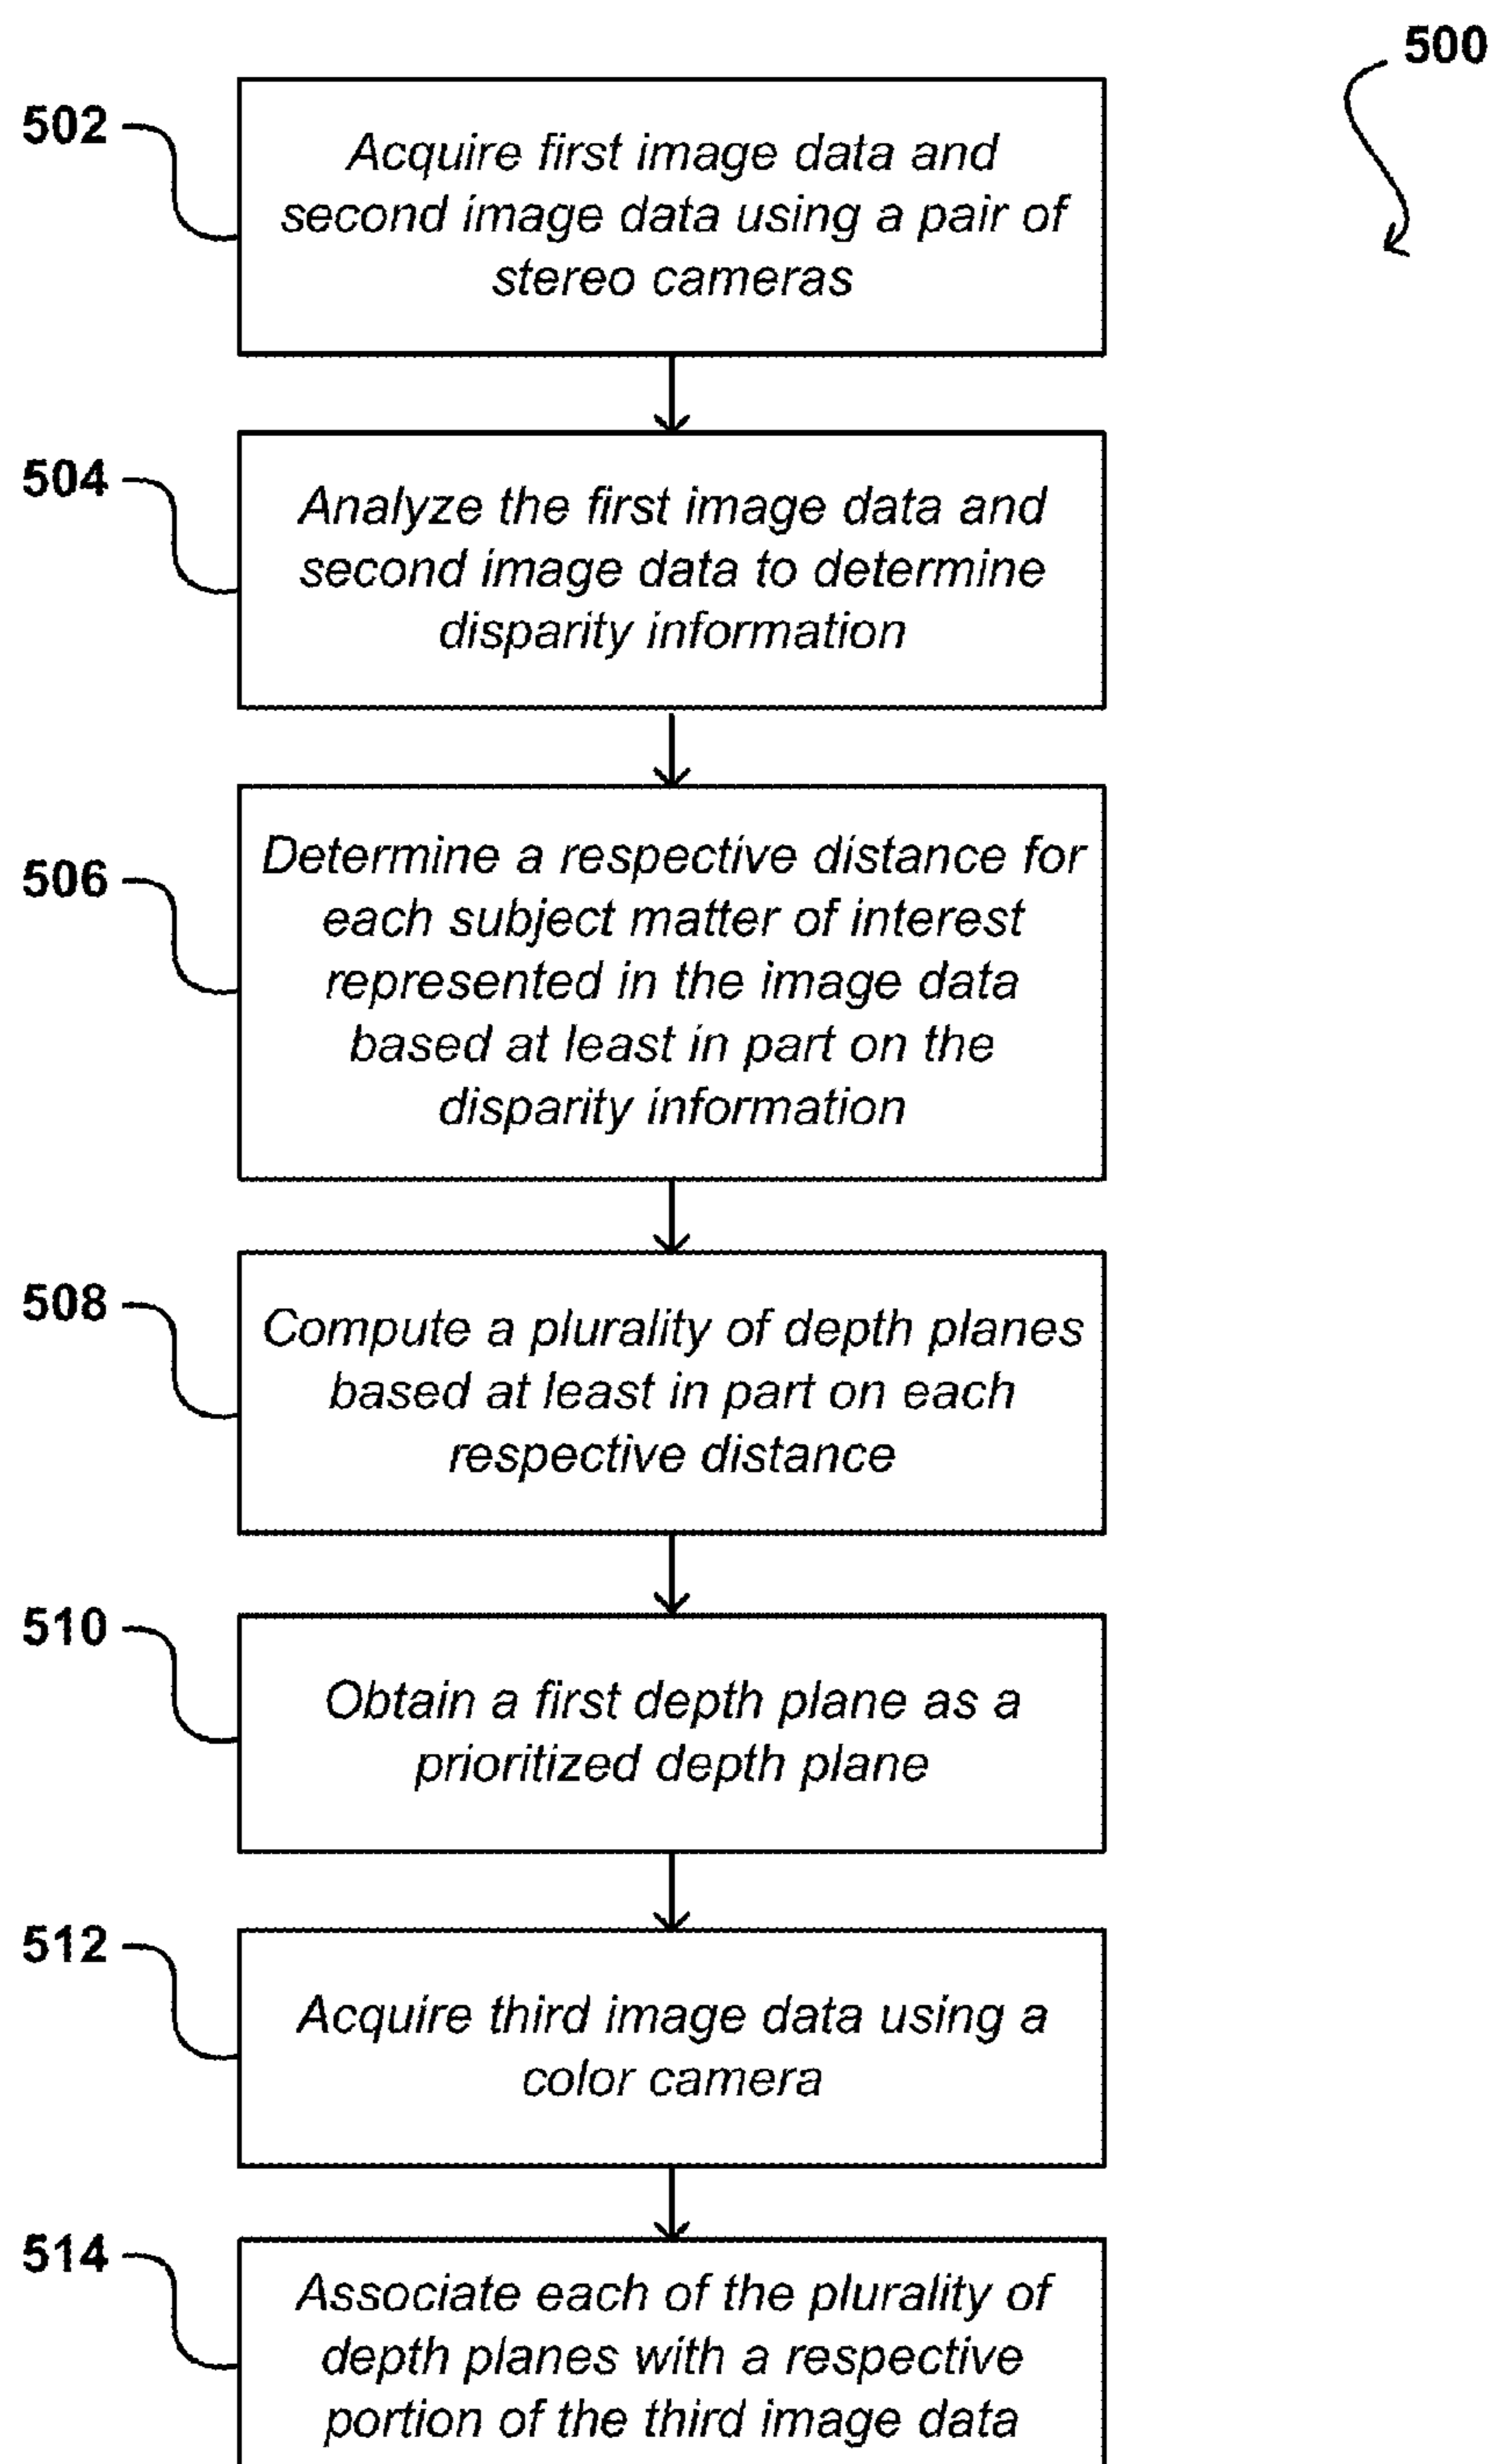 500
502
Acquire first image data and
second image data using a pair of
stereo cameras
504
Analyze the first image data and
second image data to determine
disparity information
506
Determine a respective distance for
each subject matter of interest
represented in the image data
based at least in part on the
disparity information
508
Compute a plurality of depth planes
based at least in part on each
respective distance
510
Obtain a first depth plane as a
prioritized depth plane
512
Acquire third image data using a
color camera
514
Associate each of the plurality of
depth planes with a respective
portion of the third image data